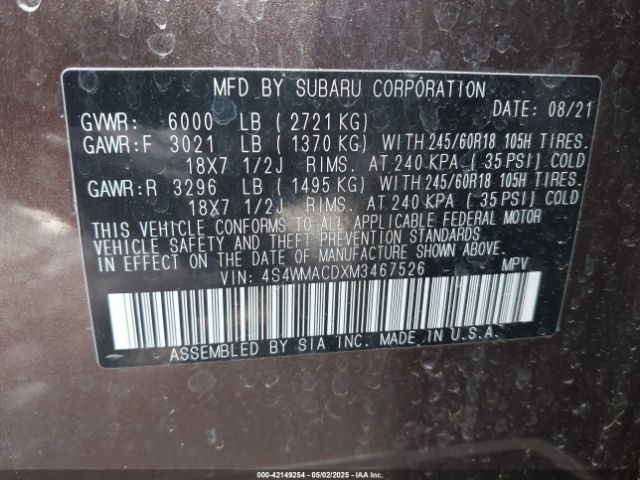 MFD BY SUBARU CORPORATION
DATE: 08/21
GVWR: 6000 LB ( 2721 KG)
GAWR:F 3021 LB ( 1370 KG) WITH 245/60R18 105H TIRES.
18X7 1/2J RIMS. AT 240 KPA ( 35 PSI) COLD
GAWR:R 3296 LB ( 1495 KG) WITH 245/60R18 105H TIRES.
18X7 1/2J RIMS. AT 240 KPA ( 35 PSI) COLD
THIS VEHICLE CONFORMS TO ALL APPLICABLE FEDERAL MOTOR
VEHICLE SAFETY AND THEFT PREVENTION STANDARDS
IN EFFECT ON THE DATE OF MANUFACTURE SHOWN ABOVE.
VIN: 4S4WMACDXM3467526 MPV
ASSEMBLED BY SIA INC. MADE IN U.S.A.
000-42149254 - 05/02/2025 - IAAI.COM